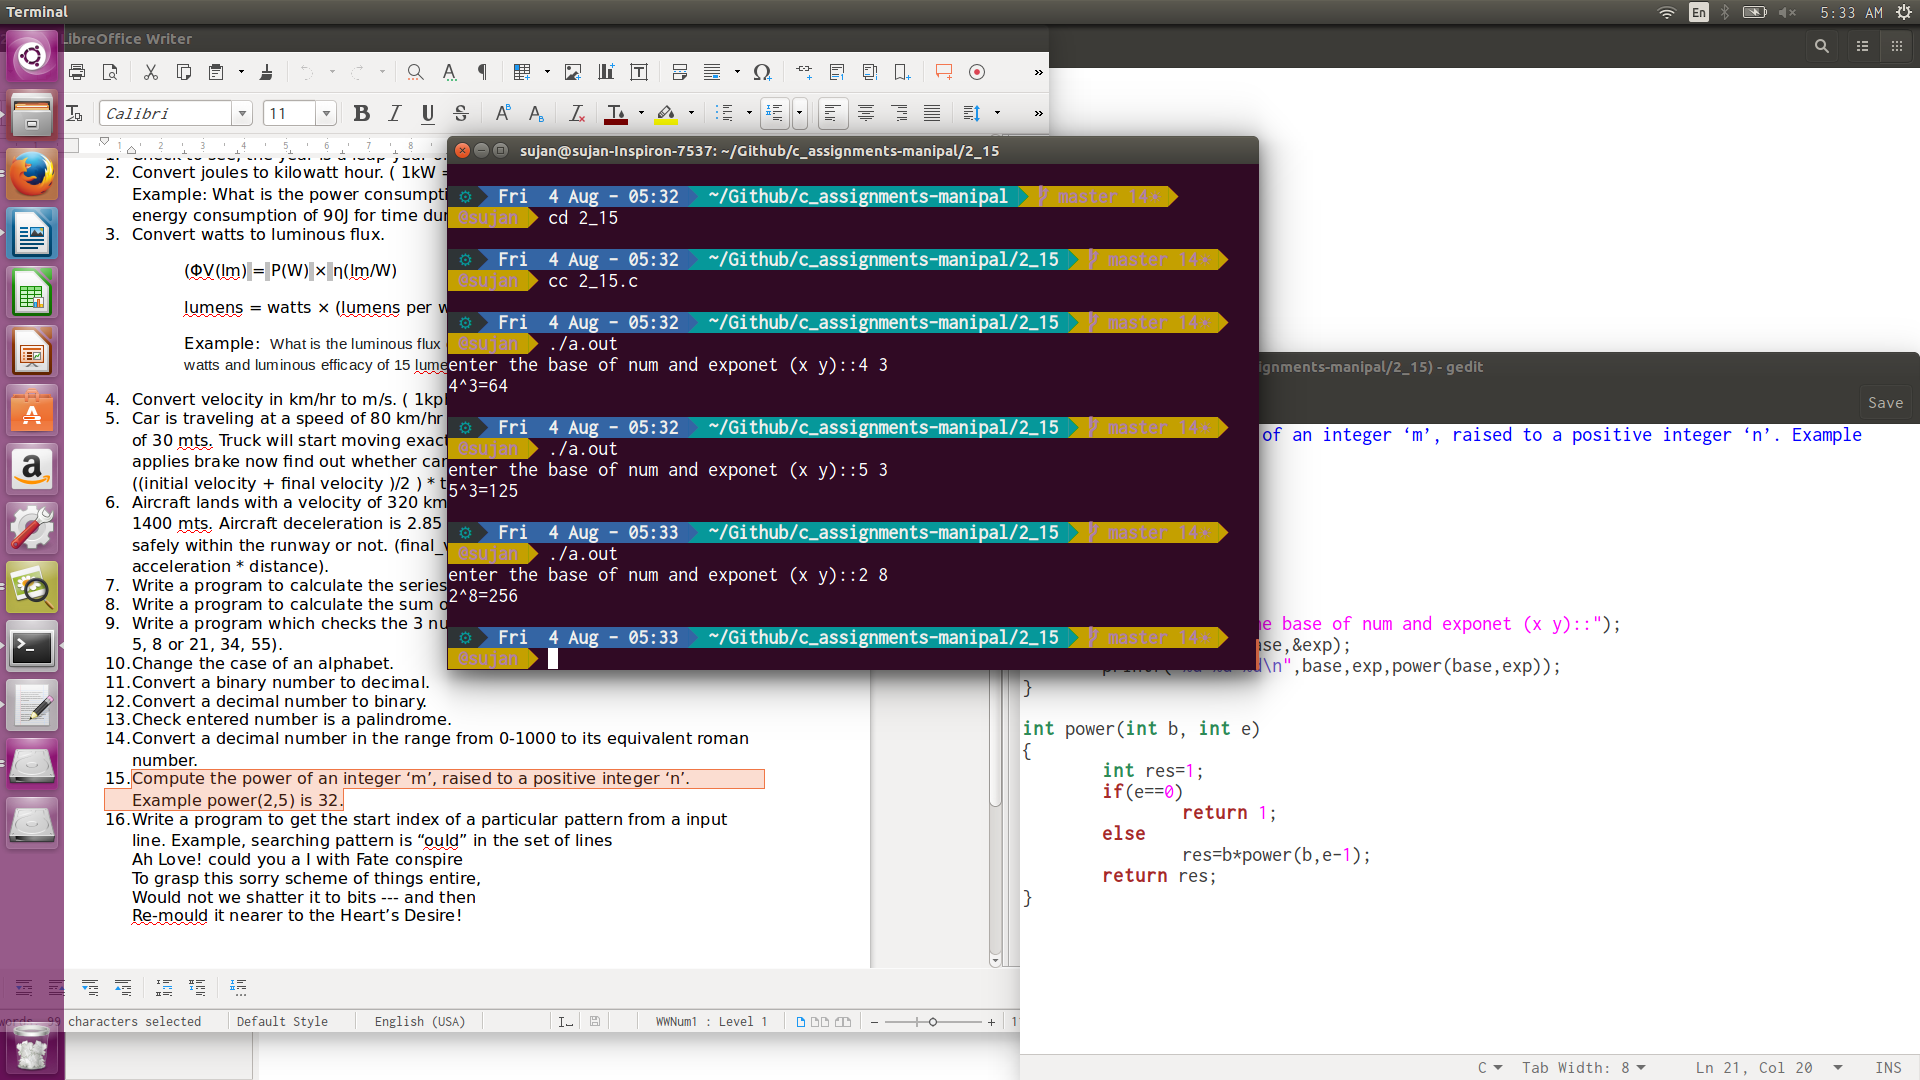 Terminal
En
5:33 AM
LibreOffice Writer
Calibri
11
1 1 2 3 4 5 6 7 8
2. Convert joules to kilowatt hour. ( 1kW =
Example: What is the power consumpti
energy consumption of 90J for time dur
3. Convert watts to luminous flux.
(ΦV(lm) = P(W) × η(lm/W)
lumens = watts × (lumens per w
Example: What is the luminous flux
watts and luminous efficacy of 15 lume
4. Convert velocity in km/hr to m/s. ( 1kp
5. Car is traveling at a speed of 80 km/hr
of 30 mts. Truck will start moving exact
applies brake now find out whether car
((initial velocity + final velocity )/2 ) * t
6. Aircraft lands with a velocity of 320 km
1400 mts. Aircraft deceleration is 2.85
safely within the runway or not. (final_v
acceleration * distance).
7. Write a program to calculate the series
8. Write a program to calculate the sum o
9. Write a program which checks the 3 nu
5, 8 or 21, 34, 55).
10.Change the case of an alphabet.
11.Convert a binary number to decimal.
12.Convert a decimal number to binary.
13.Check entered number is a palindrome.
14.Convert a decimal number in the range from 0-1000 to its equivalent roman
number.
15.Compute the power of an integer ‘m’, raised to a positive integer ‘n’.
Example power(2,5) is 32.
16.Write a program to get the start index of a particular pattern from a input
line. Example, searching pattern is “ould” in the set of lines
Ah Love! could you a I with Fate conspire
To grasp this sorry scheme of things entire,
Would not we shatter it to bits --- and then
Re-mould it nearer to the Heart’s Desire!
characters selected
Default Style
English (USA)
WWNum1 : Level 1
sujan@sujan-Inspiron-7537: ~/Github/c_assignments-manipal/2_15
Fri 4 Aug - 05:32 ~/Github/c_assignments-manipal master 14*
@sujan cd 2_15
Fri 4 Aug - 05:32 ~/Github/c_assignments-manipal/2_15 master 14*
@sujan cc 2_15.c
Fri 4 Aug - 05:32 ~/Github/c_assignments-manipal/2_15 master 14*
@sujan ./a.out
enter the base of num and exponet (x y)::4 3
4^3=64
Fri 4 Aug - 05:32 ~/Github/c_assignments-manipal/2_15 master 14*
@sujan ./a.out
enter the base of num and exponet (x y)::5 3
5^3=125
Fri 4 Aug - 05:33 ~/Github/c_assignments-manipal/2_15 master 14*
@sujan ./a.out
enter the base of num and exponet (x y)::2 8
2^8=256
Fri 4 Aug - 05:33 ~/Github/c_assignments-manipal/2_15 master 14*
@sujan
gnments-manipal/2_15) - gedit
Save
of an integer ‘m’, raised to a positive integer ‘n’. Example
e base of num and exponet (x y)::");
ase,&exp);
\n",base,exp,power(base,exp));
}
int power(int b, int e)
{
int res=1;
if(e==0)
return 1;
else
res=b*power(b,e-1);
return res;
}
C
Tab Width: 8
Ln 21, Col 20
INS